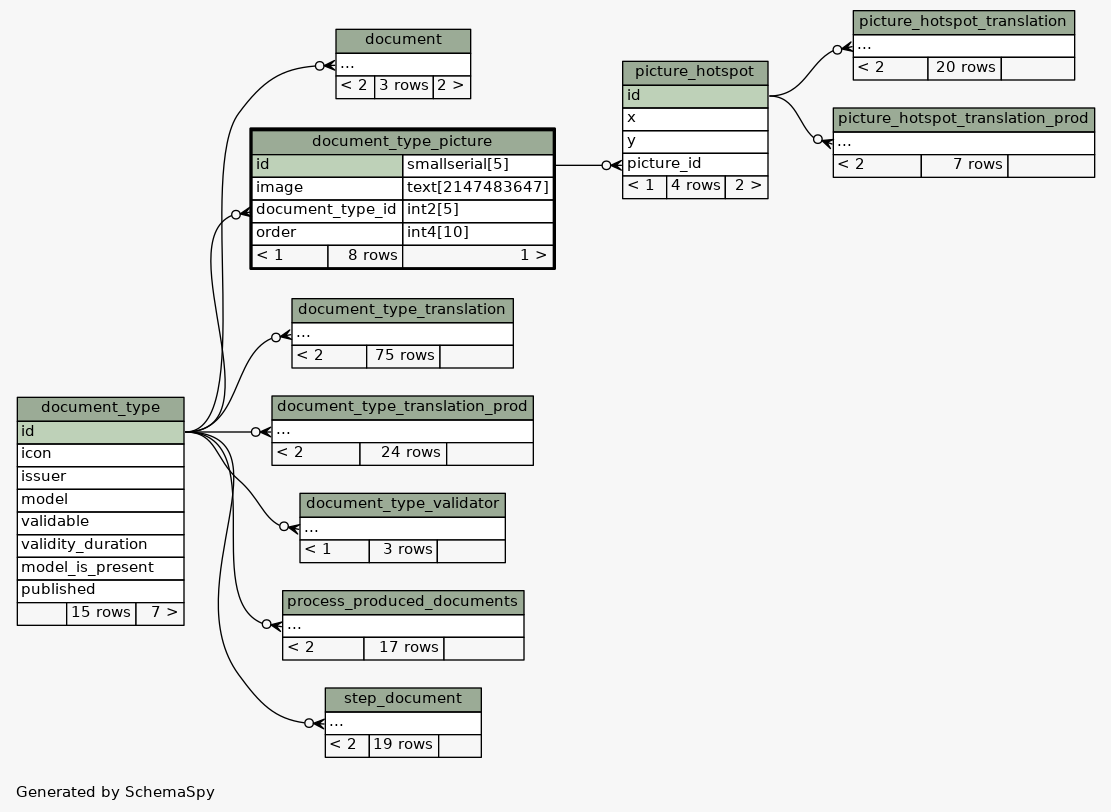 document
...
< 2 3 rows 2 >
document_type_picture
id smallserial[5]
image text[2147483647]
document_type_id int2[5]
order int4[10]
< 1 8 rows 1 >
picture_hotspot
id
x
y
picture_id
< 1 4 rows 2 >
picture_hotspot_translation
...
< 2 20 rows
picture_hotspot_translation_prod
...
< 2 7 rows
document_type_translation
...
< 2 75 rows
document_type
id
icon
issuer
model
validable
validity_duration
model_is_present
published
15 rows 7 >
document_type_translation_prod
...
< 2 24 rows
document_type_validator
...
< 1 3 rows
process_produced_documents
...
< 2 17 rows
step_document
...
< 2 19 rows
Generated by SchemaSpy